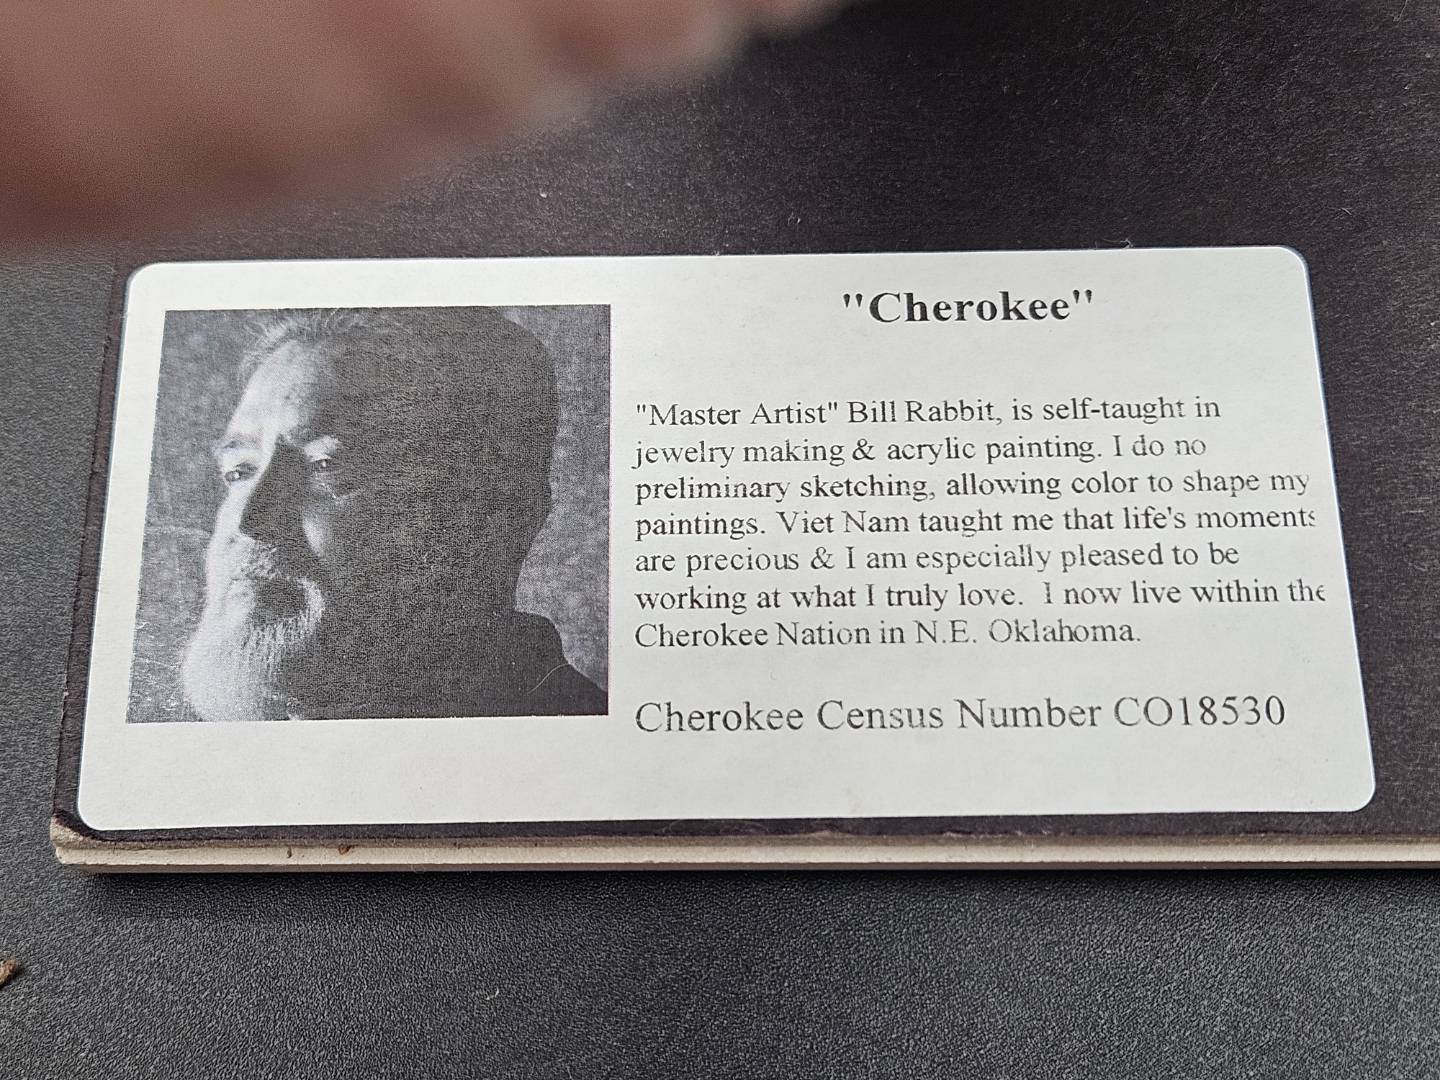 "Cherokee"
"Master Artist" Bill Rabbit, is self-taught in
jewelry making & acrylic painting. I do no
preliminary sketching, allowing color to shape my
paintings. Viet Nam taught me that life's moments
are precious & I am especially pleased to be
working at what I truly love.  I now live within the
Cherokee Nation in N.E. Oklahoma.
Cherokee Census Number CO18530